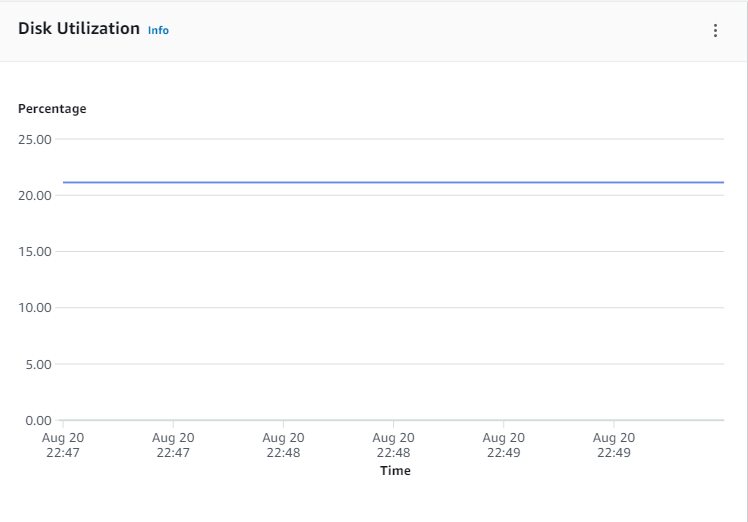 Disk Utilization Info
Percentage
25.00
20.00
15.00
10.00
5.00
0.00
Aug 20 Aug 20 Aug 20 Aug 20 Aug 20 Aug 20
22:47 22:47 22:48 22:48 22:49 22:49
Time